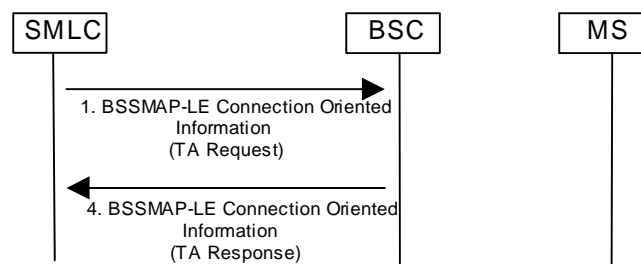 SMLC
BSC
MS
1. BSSMAP-LE Connection Oriented
Information
(TA Request)
4. BSSMAP-LE Connection Oriented
Information
(TA Response)